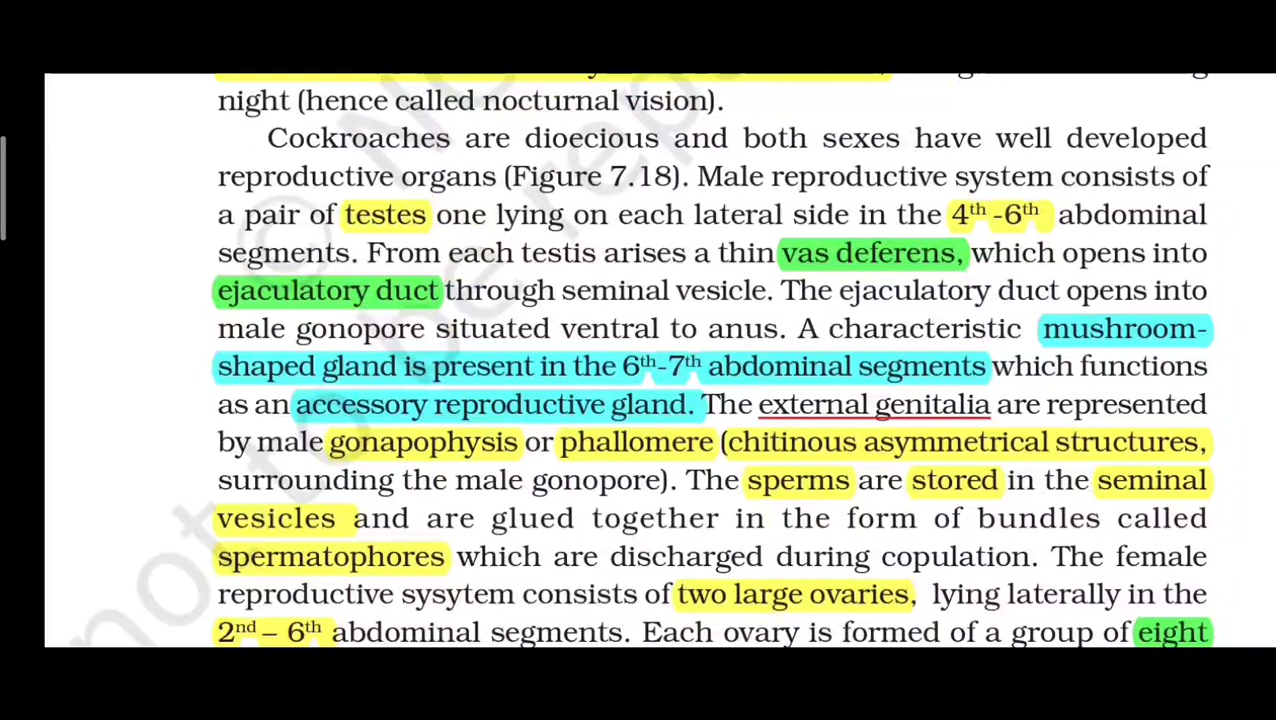 night (hence called nocturnal vision).
Cockroaches are dioecious and both sexes have well developed
reproductive organs (Figure 7.18). Male reproductive system consists of
a pair of testes one lying on each lateral side in the 4th -6th abdominal
segments. From each testis arises a thin vas deferens, which opens into
ejaculatory duct through seminal vesicle. The ejaculatory duct opens into
male gonopore situated ventral to anus. A characteristic mushroom-
shaped gland is present in the 6th-7th abdominal segments which functions
as an accessory reproductive gland. The external genitalia are represented
by male gonapophysis or phallomere (chitinous asymmetrical structures,
surrounding the male gonopore). The sperms are stored in the seminal
vesicles and are glued together in the form of bundles called
spermatophores which are discharged during copulation. The female
reproductive sysytem consists of two large ovaries, lying laterally in the
2nd – 6th abdominal segments. Each ovary is formed of a group of eight
not to be repu